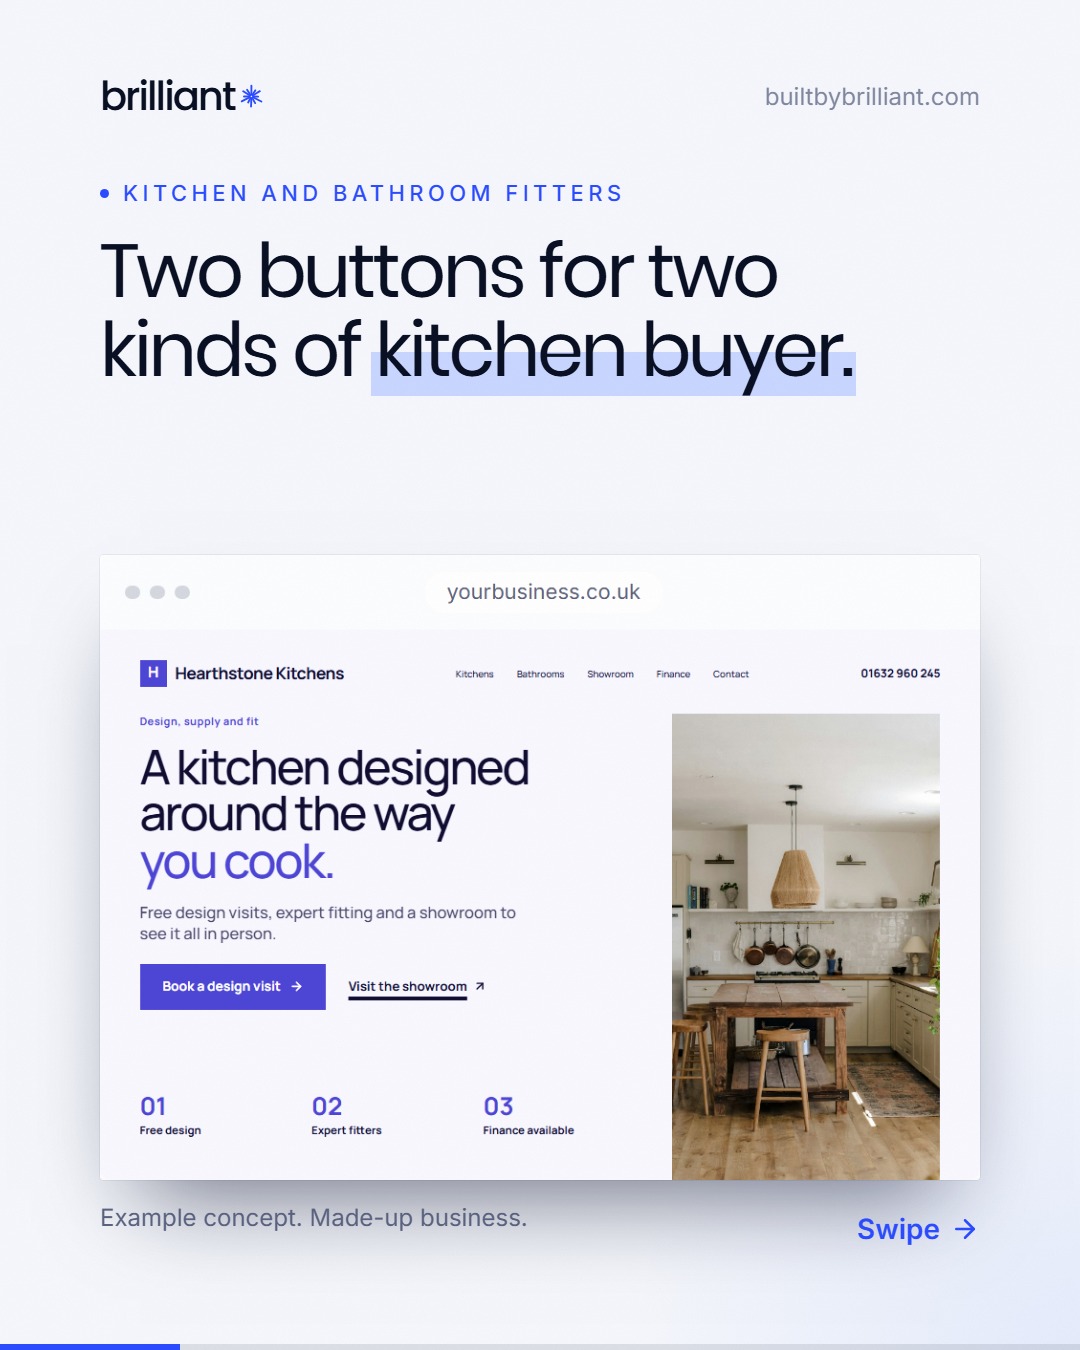 brilliant
builtbybrilliant.com
KITCHEN AND BATHROOM FITTERS
Two buttons for two
kinds of kitchen buyer.
yourbusiness.co.uk
H Hearthstone Kitchens
Kitchens Bathrooms Showroom Finance Contact
01632 960 245
Design, supply and fit
A kitchen designed
around the way
you cook.
Free design visits, expert fitting and a showroom to
see it all in person.
Book a design visit →
Visit the showroom ↗
01 02 03
Free design Expert fitters Finance available
Example concept. Made-up business.
Swipe →